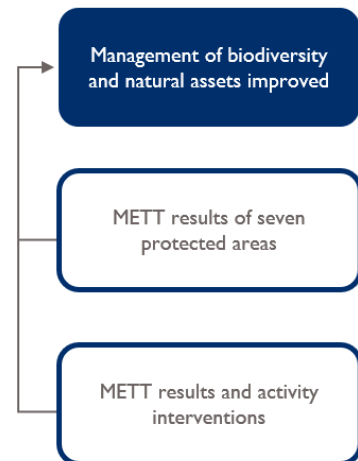 Management of biodiversity
and natural assets improved
METT results of seven
protected areas
METT results and activity
interventions